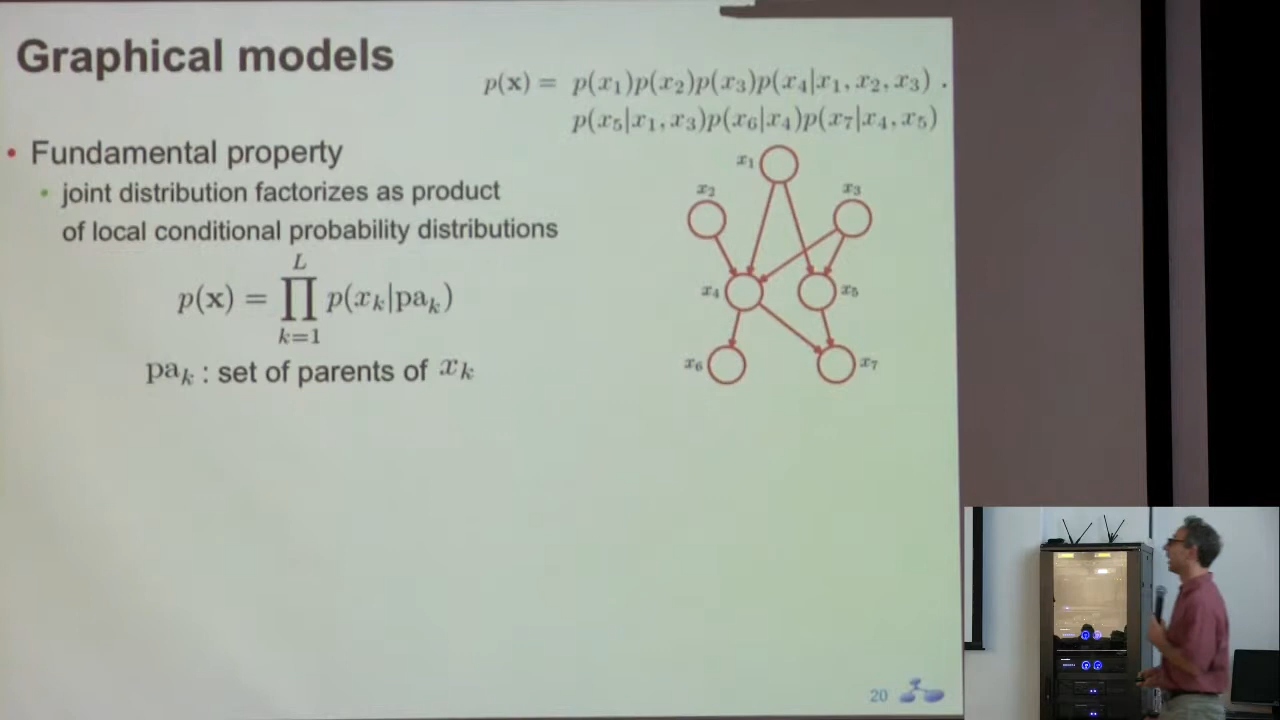 Graphical models
p(x) = p(x₁)p(x₂)p(x₃)p(x₄|x₁, x₂, x₃) ·
p(x₅|x₁, x₃)p(x₆|x₄)p(x₇|x₄, x₅)
• Fundamental property
• joint distribution factorizes as product
of local conditional probability distributions
L
p(x) = ∏ p(xₖ|paₖ)
k=1
paₖ : set of parents of xₖ
x₁
x₂
x₃
x₄
x₅
x₆
x₇
20